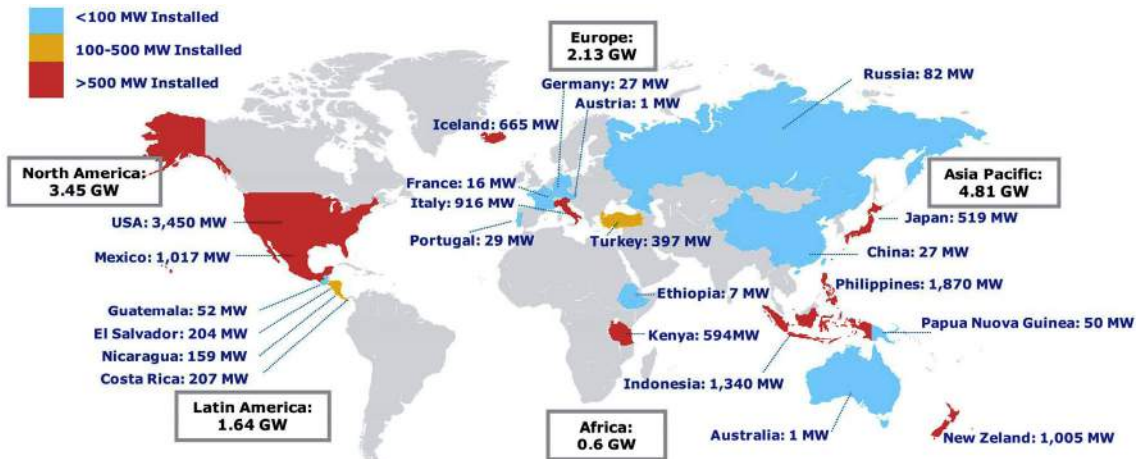 <100 MW Installed
100-500 MW Installed
>500 MW Installed
Europe:
2.13 GW
Germany: 27 MW
Austria: 1 MW
Russia: 82 MW
Iceland: 665 MW
North America:
3.45 GW
France: 16 MW
Italy: 916 MW
Portugal: 29 MW
Turkey: 397 MW
Asia Pacific:
4.81 GW
Japan: 519 MW
China: 27 MW
USA: 3,450 MW
Mexico: 1,017 MW
Philippines: 1,870 MW
Guatemala: 52 MW
El Salvador: 204 MW
Nicaragua: 159 MW
Costa Rica: 207 MW
Ethiopia: 7 MW
Kenya: 594MW
Papua Nuova Guinea: 50 MW
Indonesia: 1,340 MW
Latin America:
1.64 GW
Africa:
0.6 GW
Australia: 1 MW
New Zeland: 1,005 MW